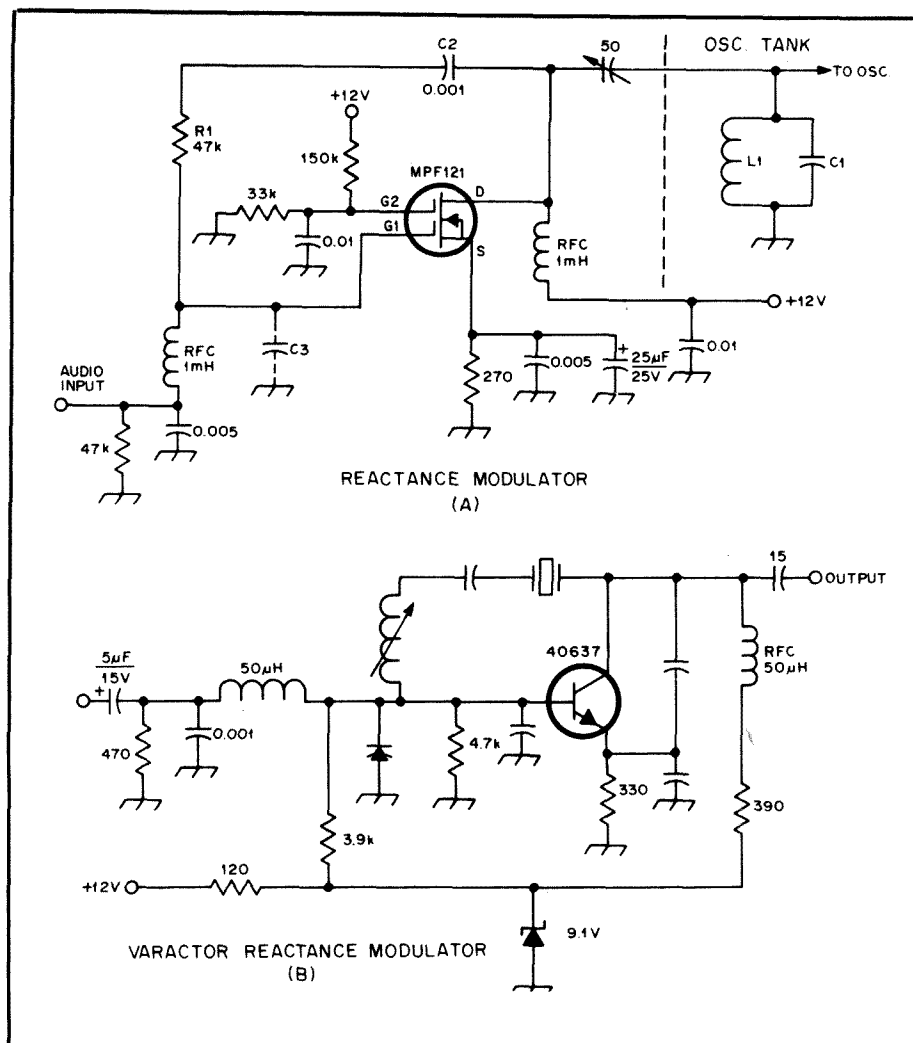 C2
0.001
50
OSC. TANK
TO OSC.
+12V
R1
47k
150k
MPF121
L1
C1
33k
G2
D
G1
0.01
S
RFC
1mH
+12V
RFC
1mH
C3
AUDIO
INPUT
270
0.005
+
25µF
25V
0.01
47k
0.005
REACTANCE MODULATOR
(A)
15
OUTPUT
5µF
15V
+
50µH
40637
RFC
50µH
470
0.001
4.7k
330
390
3.9k
120
+12V
9.1V
VARACTOR REACTANCE MODULATOR
(B)